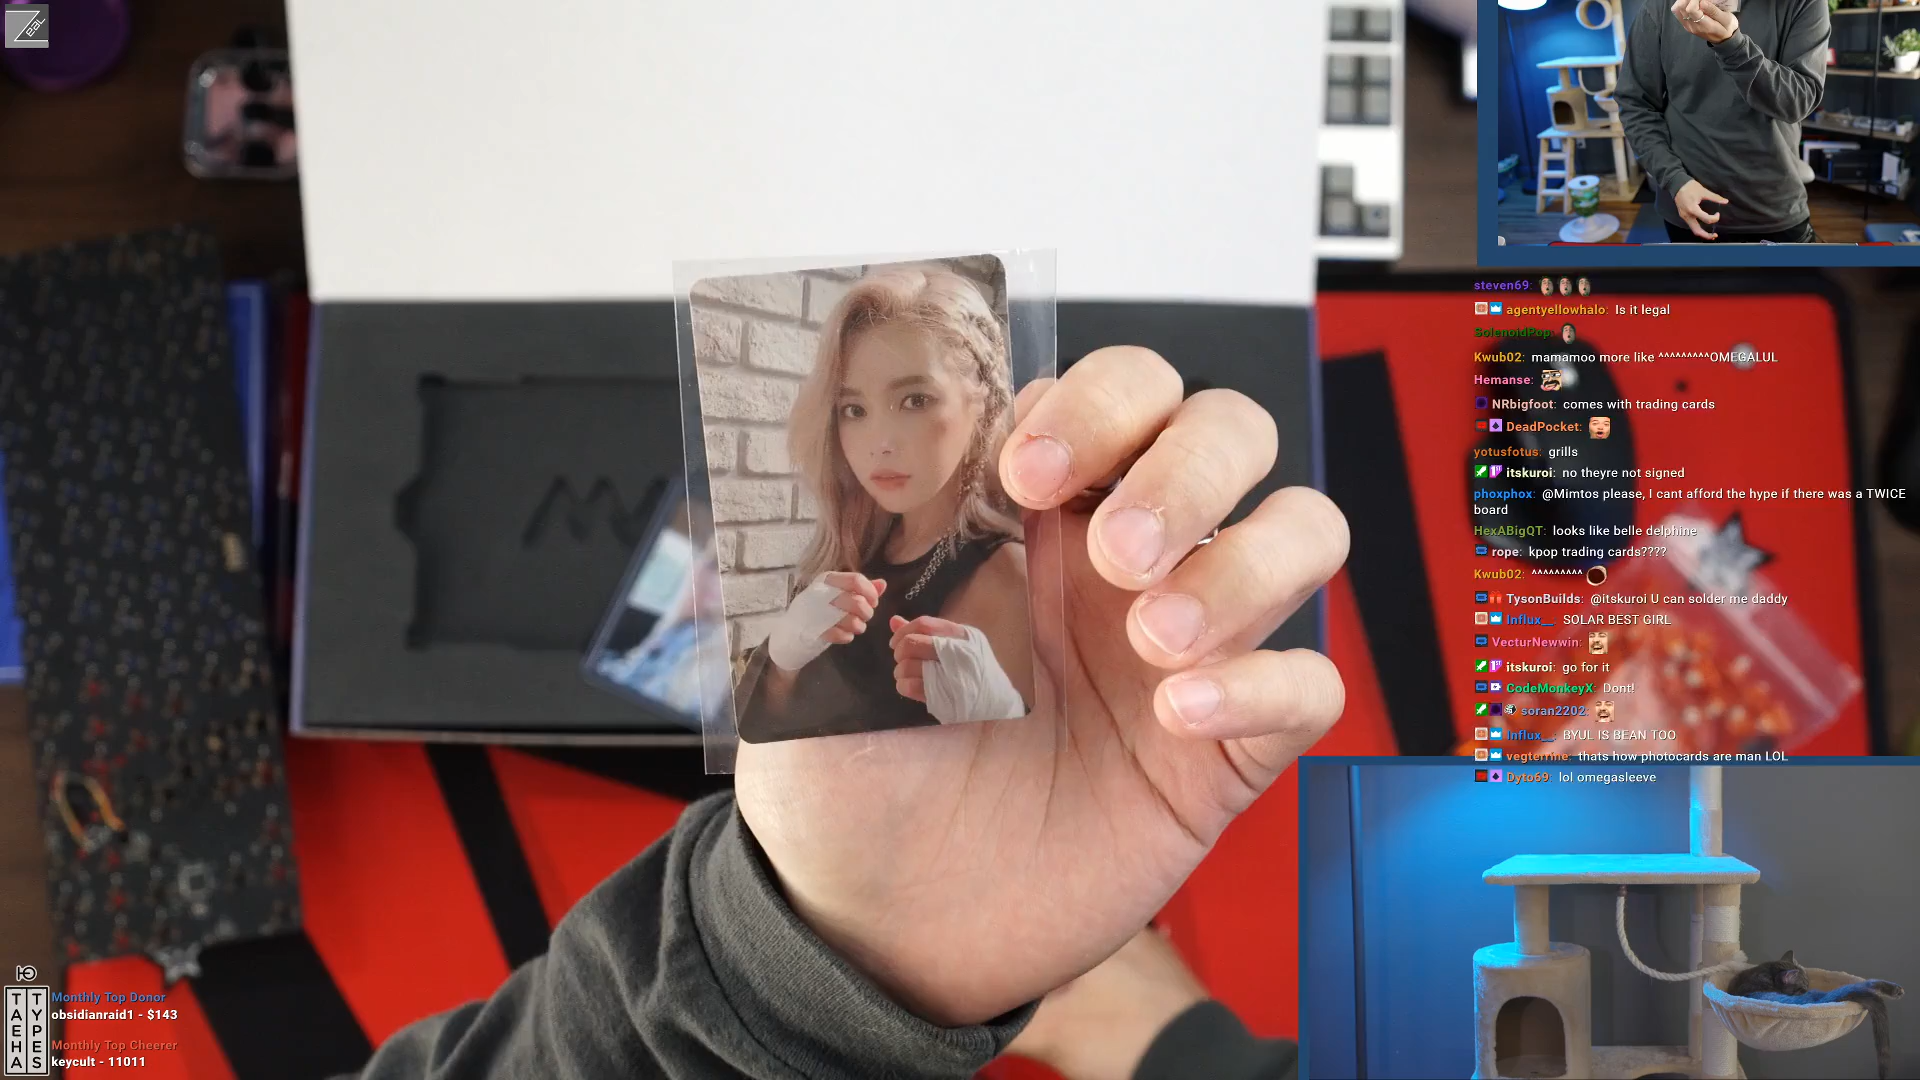 Zeal
steven69:
agentyellowhalo: Is it legal
SolenoidPop:
Kwub02: mamamoo more like ^^^^^^^^^OMEGALUL
Hemanse:
NRbigfoot: comes with trading cards
DeadPocket:
yotusfotus: grills
itskuroi: no theyre not signed
phoxphox: @Mimtos please, I cant afford the hype if there was a TWICE
board
HexABigQT: looks like belle delphine
rope: kpop trading cards????
Kwub02: ^^^^^^^^^
TysonBuilds: @itskuroi U can solder me daddy
Influx__: SOLAR BEST GIRL
VecturNewwin:
itskuroi: go for it
CodeMonkeyX: Dont!
soran2202:
Influx__: BYUL IS BEAN TOO
vegterrine: thats how photocards are man LOL
Dyto69: lol omegasleeve
TAEHA
TYPES
Monthly Top Donor
obsidianraid1 - $143
Monthly Top Cheerer
keycult - 11011